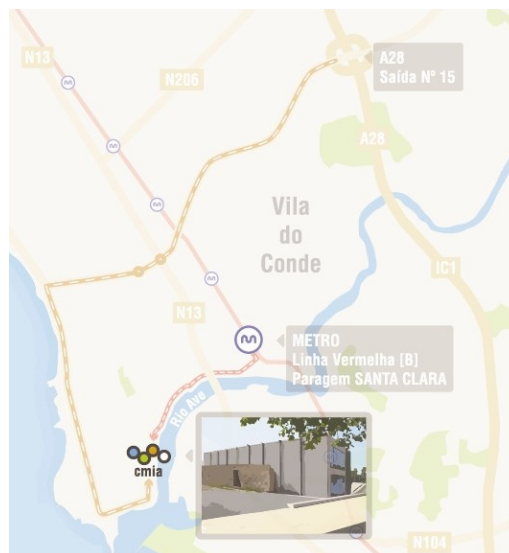 N13
A28
Saída Nº 15
N206
A28
Vila
do
Conde
IC1
N13
METRO
Linha Vermelha [B]
Paragem SANTA CLARA
Rio Ave
cmia
N104